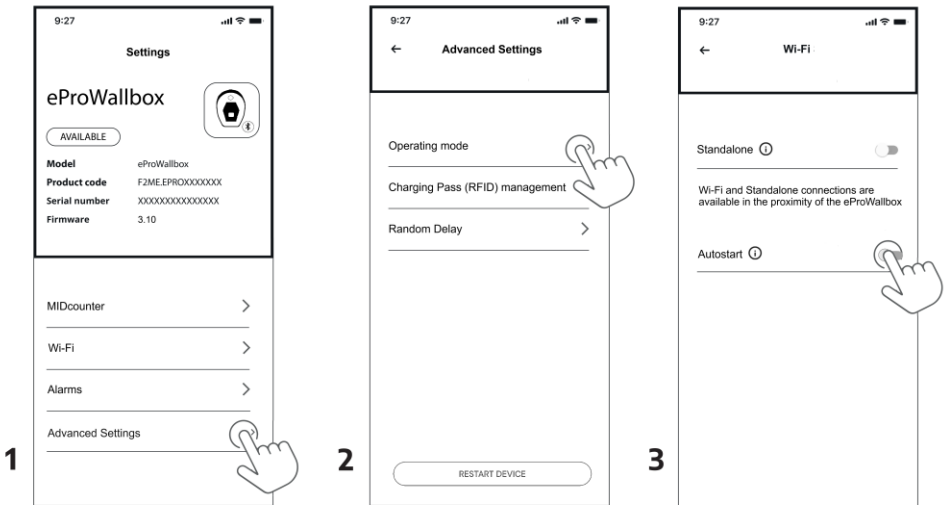 9:27
Settings
eProWallbox
AVAILABLE
Model eProWallbox
Product code F2ME.EPROXXXXXXX
Serial number XXXXXXXXXXXXXXX
Firmware 3.10
MIDcounter
Wi-Fi
Alarms
Advanced Settings
1
9:27
Advanced Settings
Operating mode
Charging Pass (RFID) management
Random Delay
RESTART DEVICE
2
9:27
Wi-Fi
Standalone
Wi-Fi and Standalone connections are
available in the proximity of the eProWallbox
Autostart
3